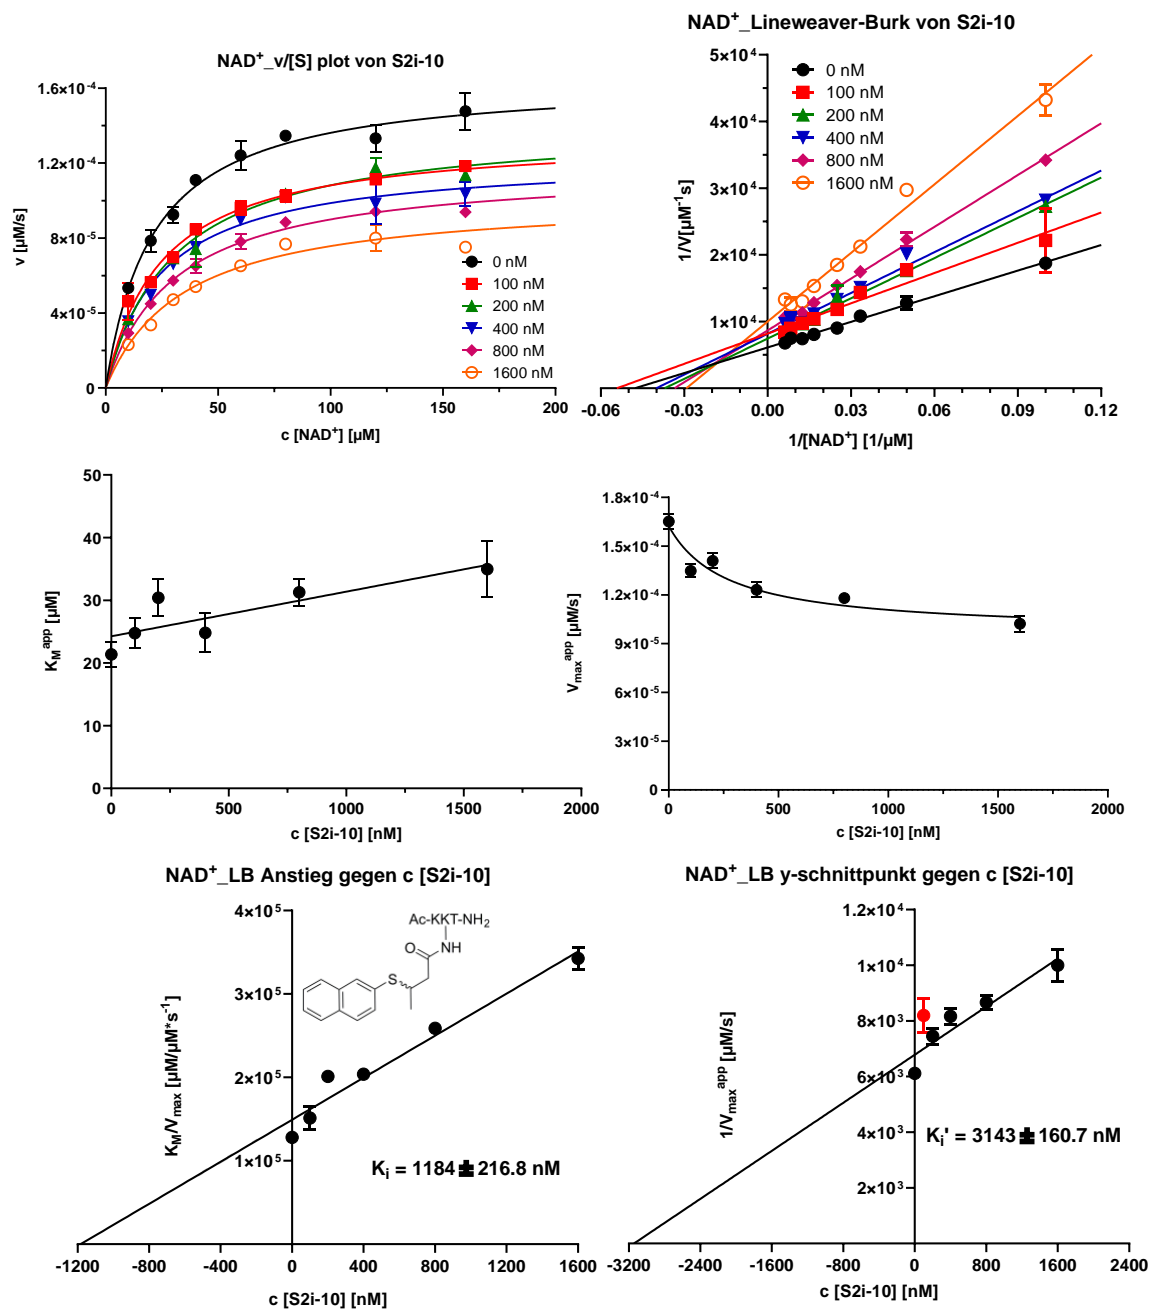 NAD⁺_v/[S] plot von S2i-10
v [µM/s]
1.6×10⁻⁴
1.2×10⁻⁴
8×10⁻⁵
4×10⁻⁵
0
0 50 100 150 200
c [NAD⁺] [µM]
0 nM
100 nM
200 nM
400 nM
800 nM
1600 nM
NAD⁺_Lineweaver-Burk von S2i-10
1/V[µM⁻¹s]
5×10⁴
4×10⁴
3×10⁴
2×10⁴
1×10⁴
-0.06 -0.03 0.00 0.03 0.06 0.09 0.12
1/[NAD⁺] [1/µM]
0 nM
100 nM
200 nM
400 nM
800 nM
1600 nM
K_M^app [µM]
50
40
30
20
10
0
0 500 1000 1500 2000
c [S2i-10] [nM]
V_max^app [µM/s]
1.8×10⁻⁴
1.5×10⁻⁴
1.2×10⁻⁴
9×10⁻⁵
6×10⁻⁵
3×10⁻⁵
0
0 500 1000 1500 2000
c [S2i-10] [nM]
NAD⁺_LB Anstieg gegen c [S2i-10]
K_M/V_max [µM/µM*s⁻¹]
4×10⁵
3×10⁵
2×10⁵
1×10⁵
Ac-KKT-NH₂
O
NH
S
K_i = 1184 ± 216.8 nM
-1200 -800 -400 0 400 800 1200 1600
c [S2i-10] [nM]
NAD⁺_LB y-schnittpunkt gegen c [S2i-10]
1/V_max^app [µM/s]
1.2×10⁴
1×10⁴
8×10³
6×10³
4×10³
2×10³
K_i' = 3143 ± 160.7 nM
-3200 -2400 -1600 -800 0 800 1600 2400
c [S2i-10] [nM]